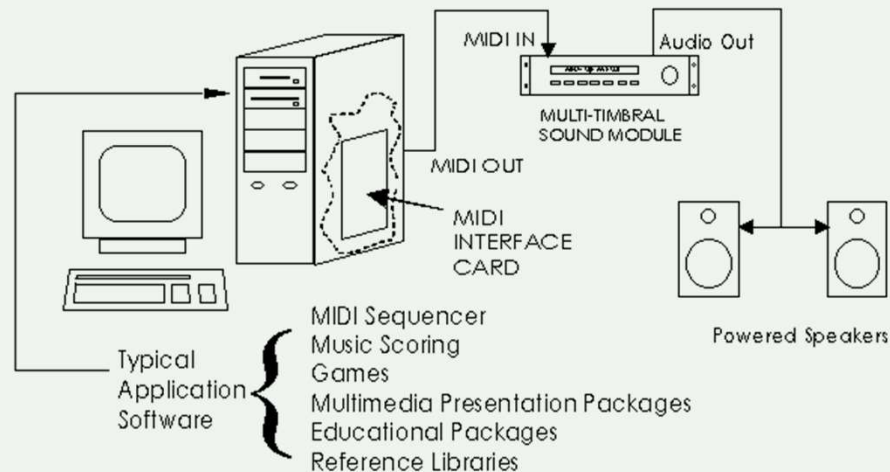 MIDI IN
Audio Out
MULTI-TIMBRAL
SOUND MODULE
MIDI OUT
MIDI
INTERFACE
CARD
Powered Speakers
Typical
Application
Software
MIDI Sequencer
Music Scoring
Games
Multimedia Presentation Packages
Educational Packages
Reference Libraries